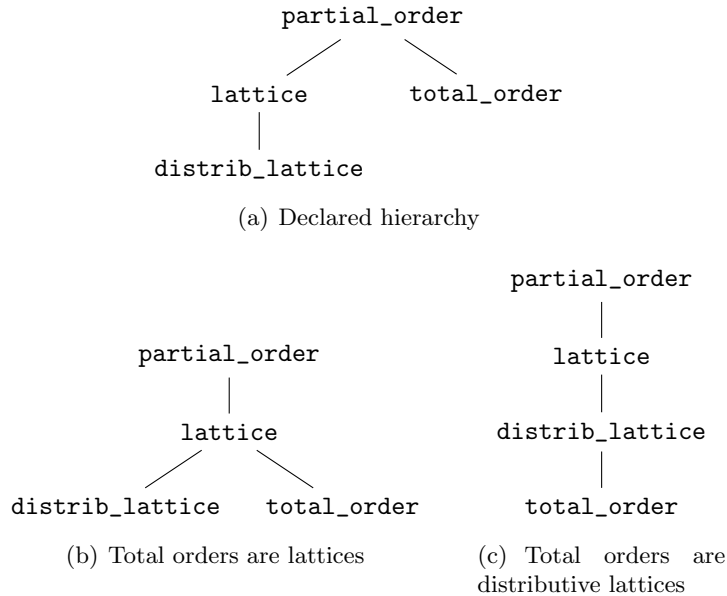 partial_order
lattice total_order
distrib_lattice
(a) Declared hierarchy
partial_order
lattice
distrib_lattice total_order
(b) Total orders are lattices
partial_order
lattice
distrib_lattice
total_order
(c) Total orders are
distributive lattices